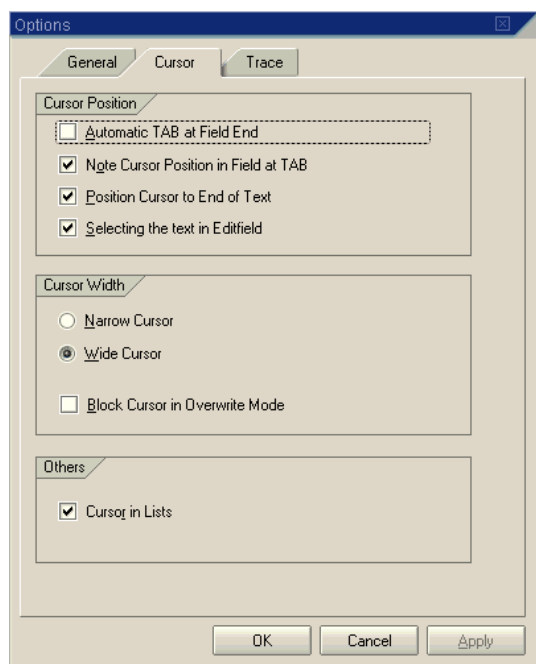 Options
General Cursor Trace
Cursor Position
Automatic TAB at Field End
Note Cursor Position in Field at TAB
Position Cursor to End of Text
Selecting the text in Editfield
Cursor Width
Narrow Cursor
Wide Cursor
Block Cursor in Overwrite Mode
Others
Cursor in Lists
OK Cancel Apply